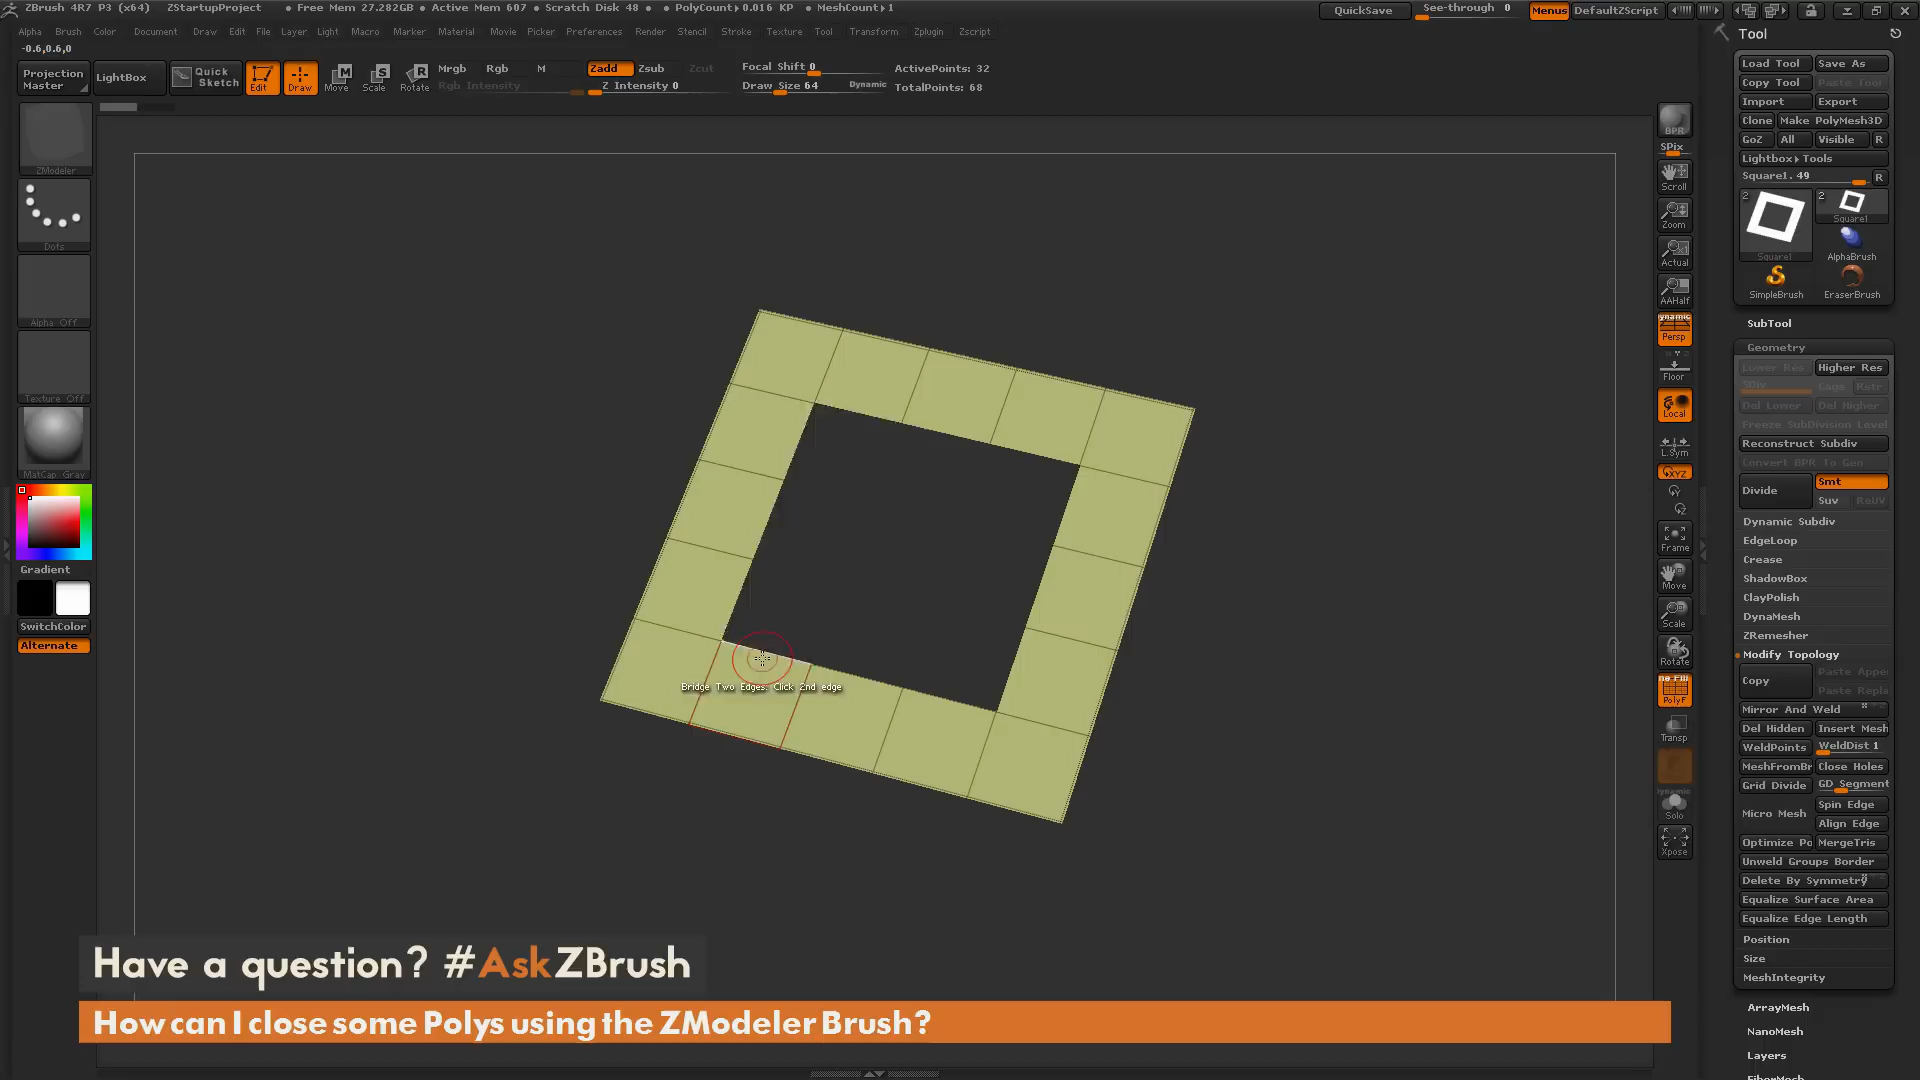 ZBrush 4R7 P3 (x64) ZStartupProject • Free Mem 27.282GB • Active Mem 607 • Scratch Disk 48 • PolyCount▸0.016 KP • MeshCount▸1
QuickSave See-through 0 Menus DefaultZScript
Alpha Brush Color Document Draw Edit File Layer Light Macro Marker Material Movie Picker Preferences Render Stencil Stroke Texture Tool Transform Zplugin Zscript
-0.6,0.6,0
Projection Master
LightBox
Quick Sketch
Edit Draw Move Scale Rotate
Mrgb Rgb M
Rgb Intensity
Zadd Zsub Zcut
Z Intensity 0
Focal Shift 0
Draw Size 64 Dynamic
ActivePoints: 32
TotalPoints: 68
ZModeler
Dots
Alpha Off
Texture Off
MatCap Gray
Gradient
SwitchColor
Alternate
Bridge Two Edges: Click 2nd edge
BPR
SPix
Scroll
Zoom
Actual
AAHalf
Persp
Floor
Local
L.Sym
XYZ
Frame
Move
Scale
Rotate
PolyF
Transp
Dynamic
Solo
Xpose
Tool
Load Tool Save As
Copy Tool Paste Tool
Import Export
Clone Make PolyMesh3D
GoZ All Visible R
Lightbox▸Tools
Square1. 49 R
2 2
Square1
Square1 AlphaBrush
SimpleBrush EraserBrush
SubTool
Geometry
Lower Res Higher Res
SDiv Cage Rstr
Del Lower Del Higher
Freeze SubDivision Level
Reconstruct Subdiv
Convert BPR To Geo
Divide Smt
Suv ReUV
Dynamic Subdiv
EdgeLoop
Crease
ShadowBox
ClayPolish
DynaMesh
ZRemesher
Modify Topology
Copy Paste Appe
Paste Repla
Mirror And Weld
Del Hidden Insert Mesh
WeldPoints WeldDist 1
MeshFromBr Close Holes
Grid Divide GD Segment
Micro Mesh Spin Edge
Align Edge
Optimize Po MergeTris
Unweld Groups Border
Delete By Symmetry
Equalize Surface Area
Equalize Edge Length
Position
Size
MeshIntegrity
ArrayMesh
NanoMesh
Layers
FiberMesh
Have a question? #AskZBrush
How can I close some Polys using the ZModeler Brush?